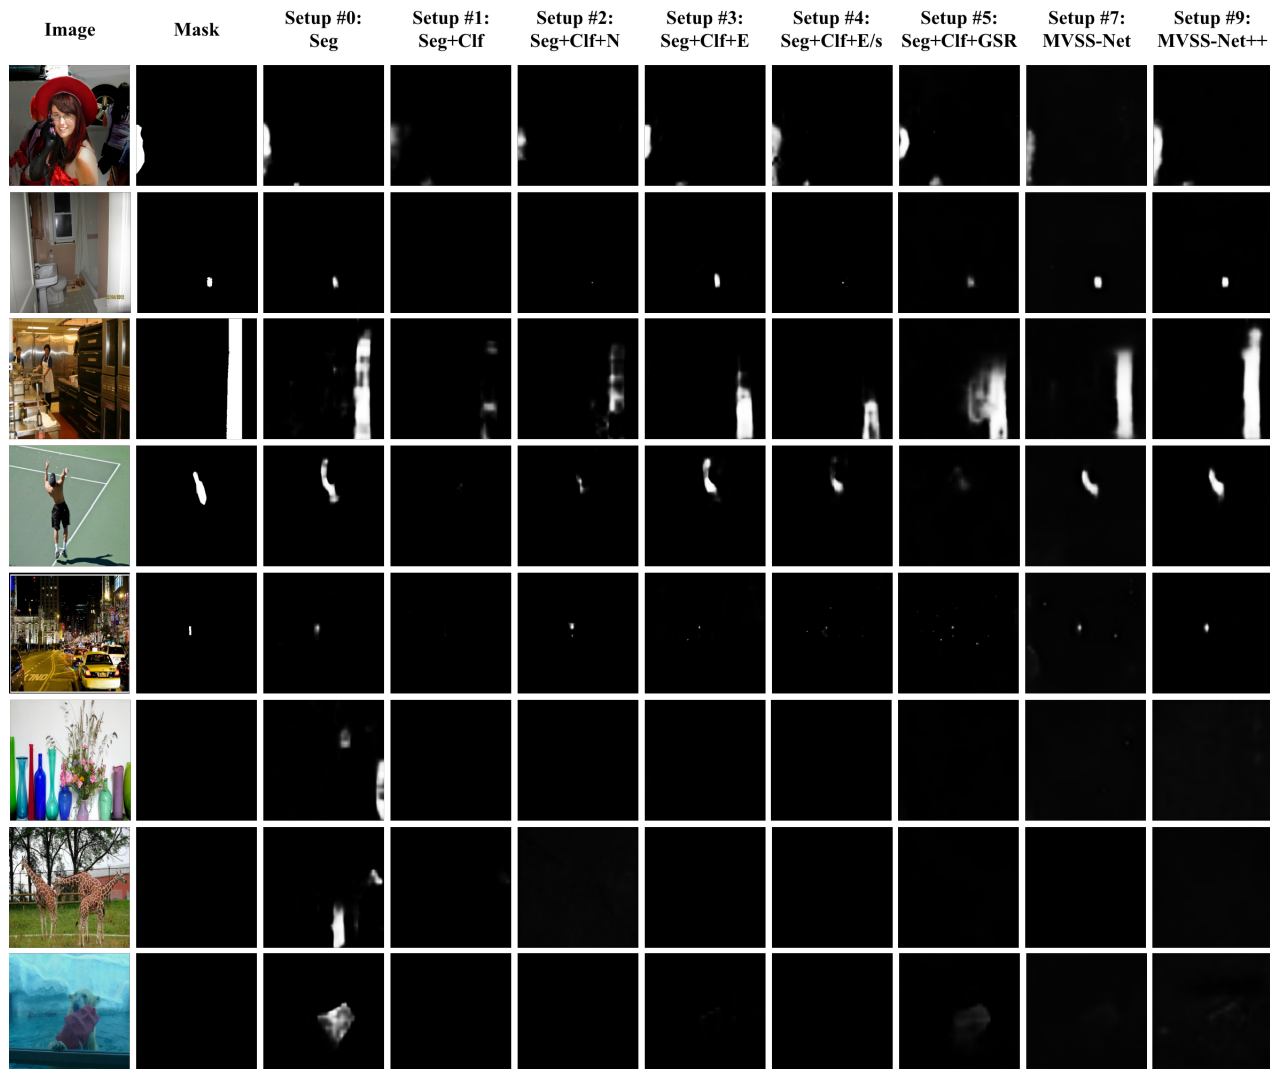 Image
Mask
Setup #0:
Seg
Setup #1:
Seg+Clf
Setup #2:
Seg+Clf+N
Setup #3:
Seg+Clf+E
Setup #4:
Seg+Clf+E/s
Setup #5:
Seg+Clf+GSR
Setup #7:
MVSS-Net
Setup #9:
MVSS-Net++
ONLY